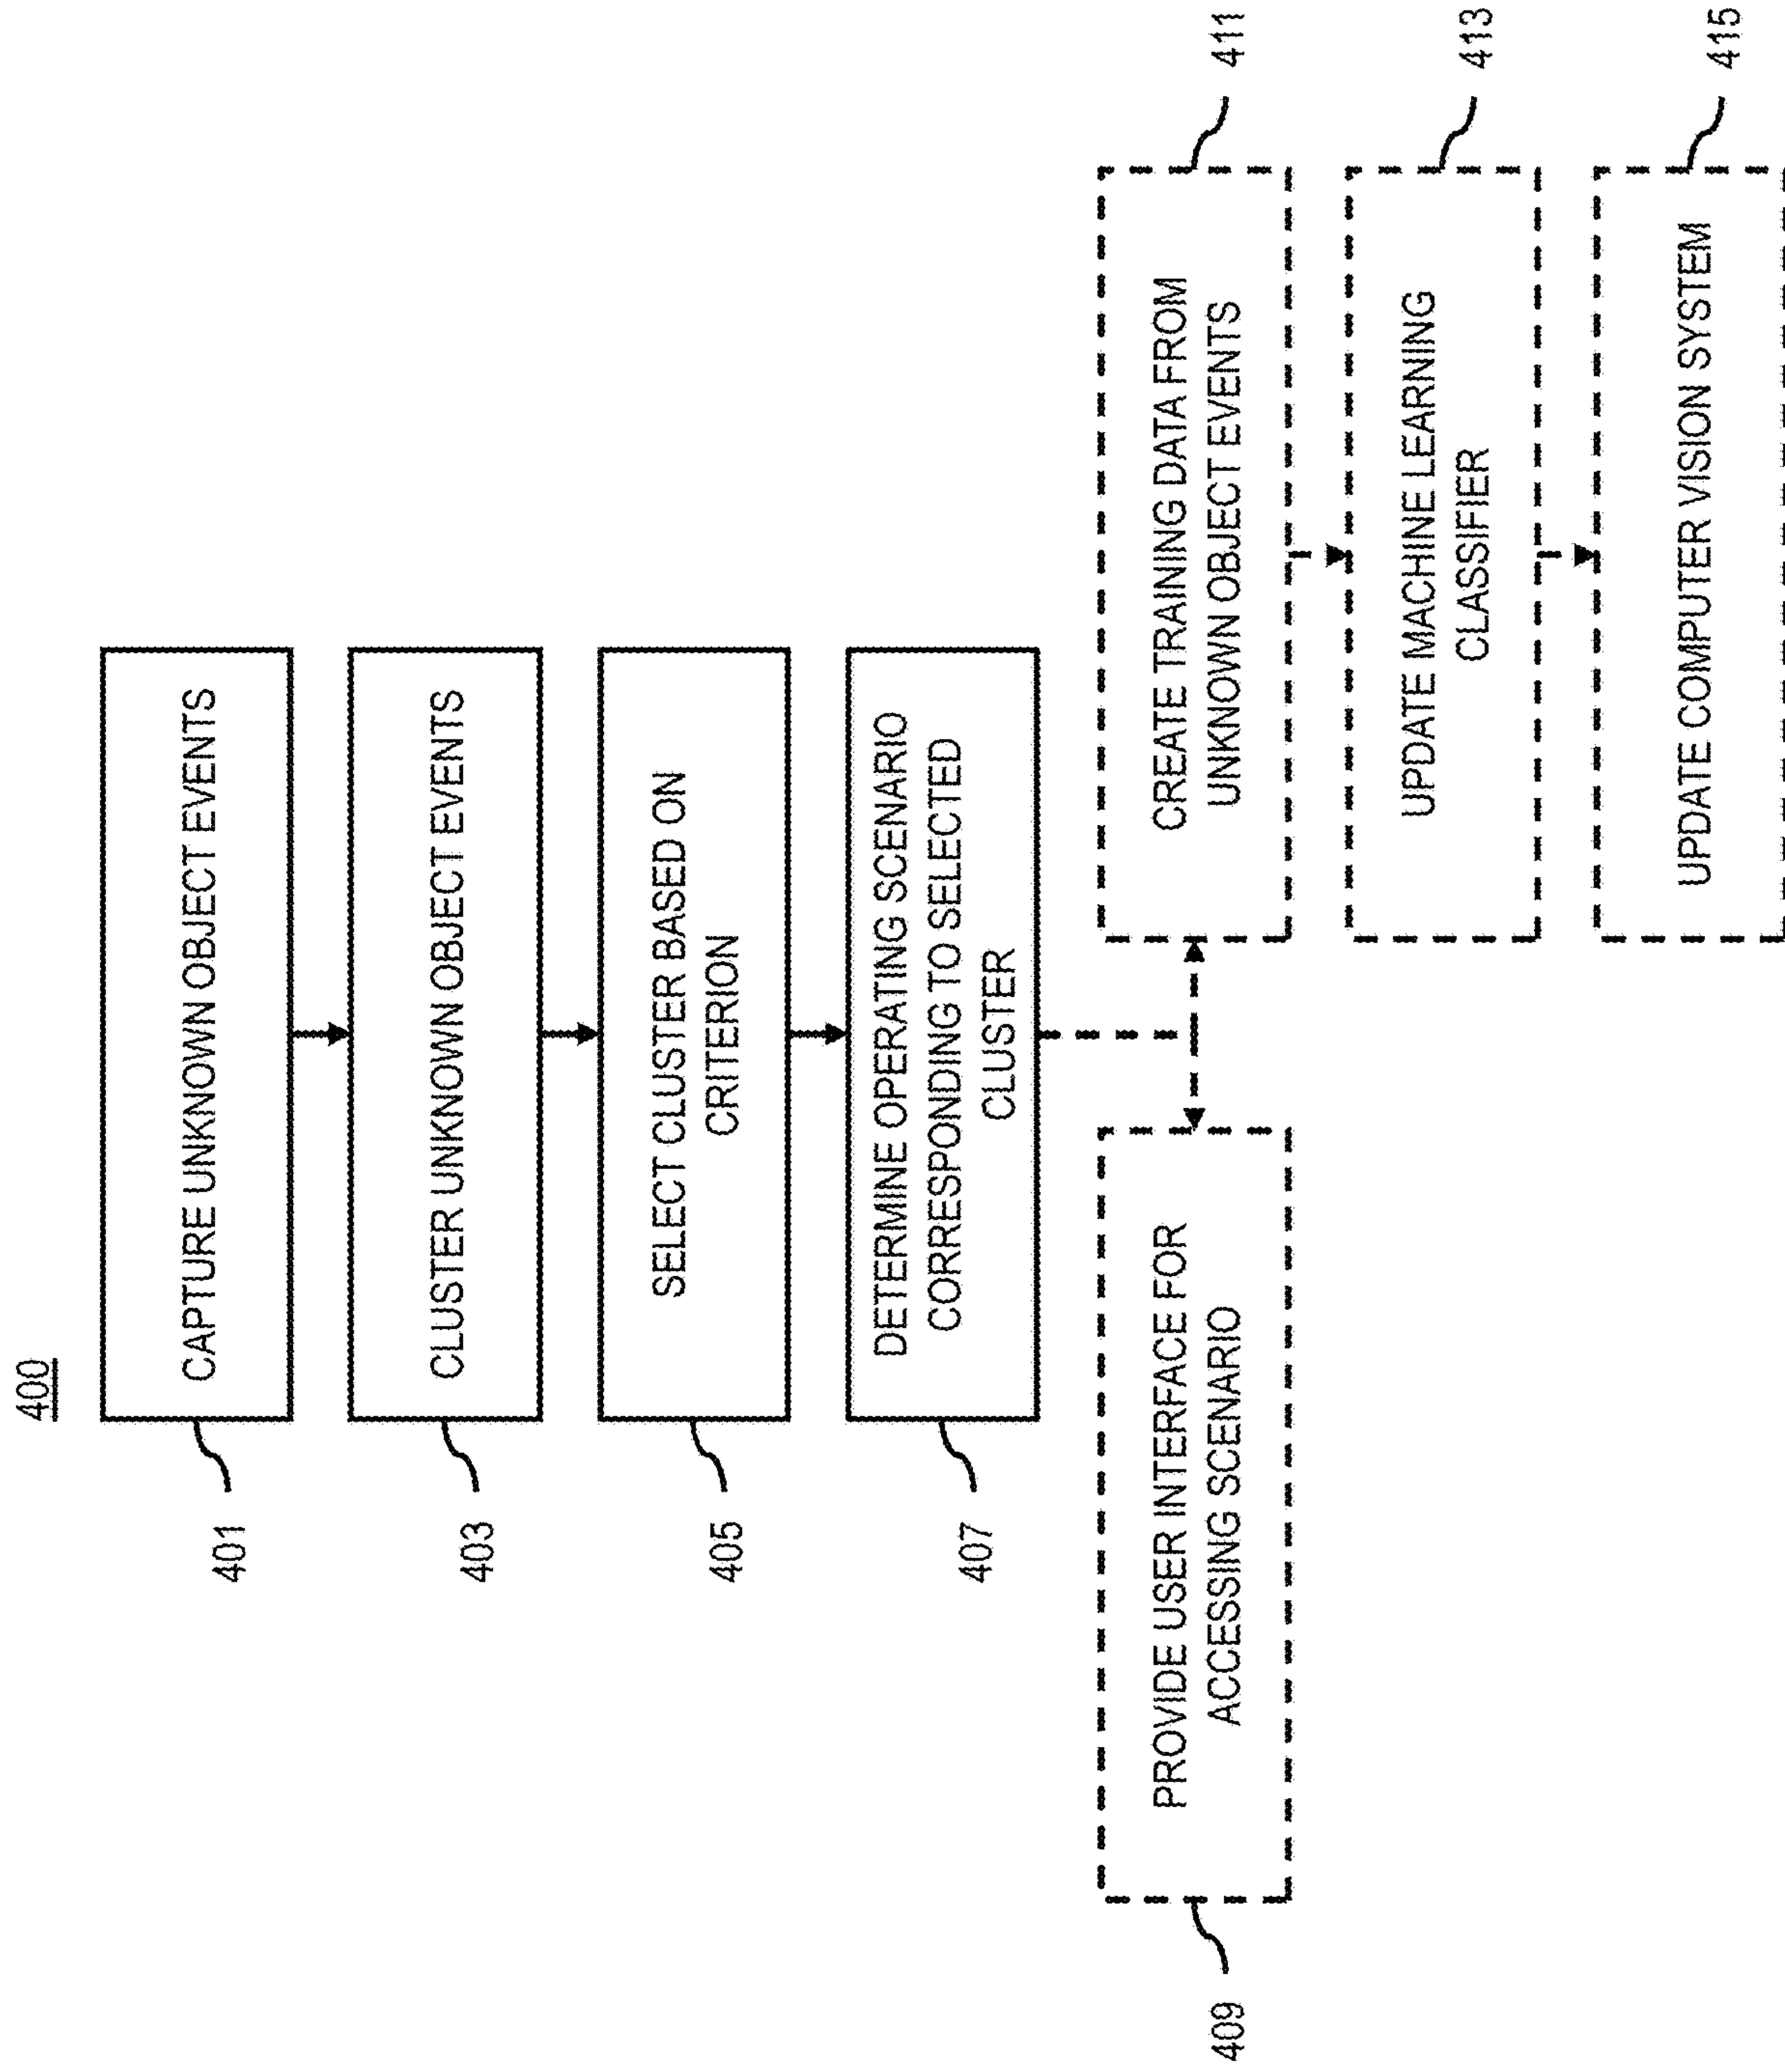 400
401
CAPTURE UNKNOWN OBJECT EVENTS
403
CLUSTER UNKNOWN OBJECT EVENTS
405
SELECT CLUSTER BASED ON
CRITERION
407
DETERMINE OPERATING SCENARIO
CORRESPONDING TO SELECTED
CLUSTER
409
PROVIDE USER INTERFACE FOR
ACCESSING SCENARIO
CREATE TRAINING DATA FROM
UNKNOWN OBJECT EVENTS
411
UPDATE MACHINE LEARNING
CLASSIFIER
413
UPDATE COMPUTER VISION SYSTEM
415